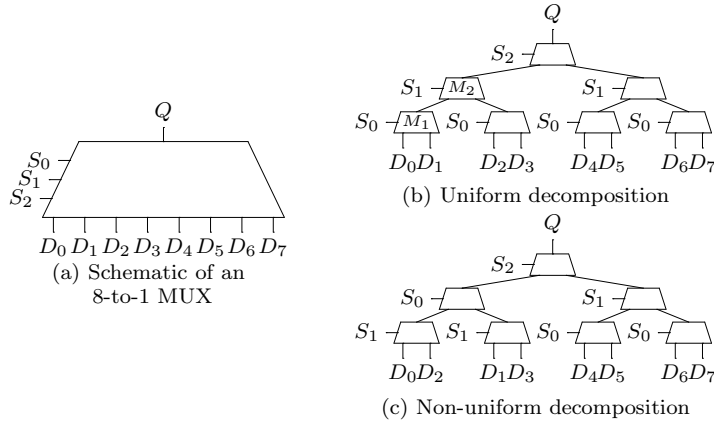 Q
S0
S1
S2
D0 D1 D2 D3 D4 D5 D6 D7
(a) Schematic of an
8-to-1 MUX
Q
S2
S1 M2 S1
S0 M1 S0 S0 S0
D0D1 D2D3 D4D5 D6D7
(b) Uniform decomposition
Q
S2
S0 S1
S1 S1 S0 S0
D0D2 D1D3 D4D5 D6D7
(c) Non-uniform decomposition